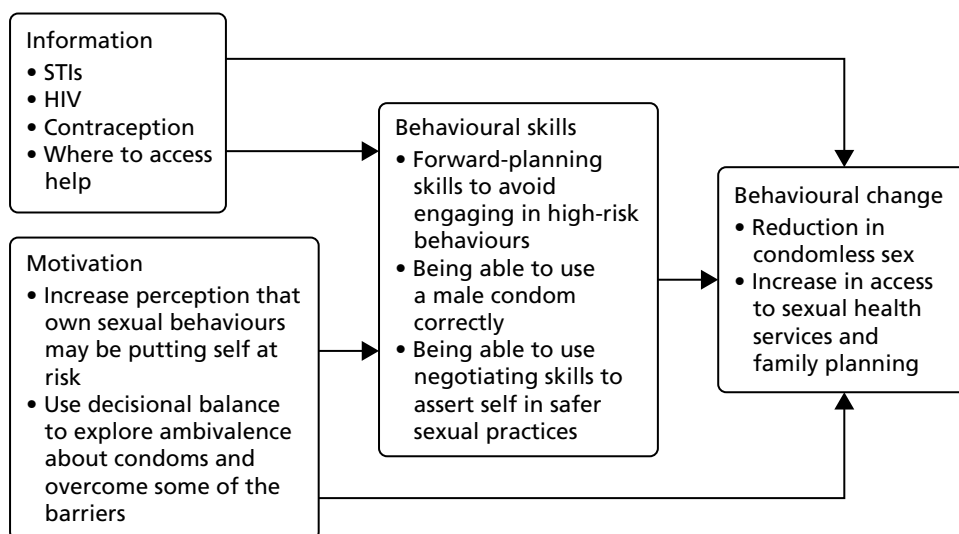 Information
• STIs
• HIV
• Contraception
• Where to access
help
Motivation
• Increase perception that
own sexual behaviours
may be putting self at
risk
• Use decisional balance
to explore ambivalence
about condoms and
overcome some of the
barriers
Behavioural skills
• Forward-planning
skills to avoid
engaging in high-risk
behaviours
• Being able to use
a male condom
correctly
• Being able to use
negotiating skills to
assert self in safer
sexual practices
Behavioural change
• Reduction in
condomless sex
• Increase in access
to sexual health
services and
family planning